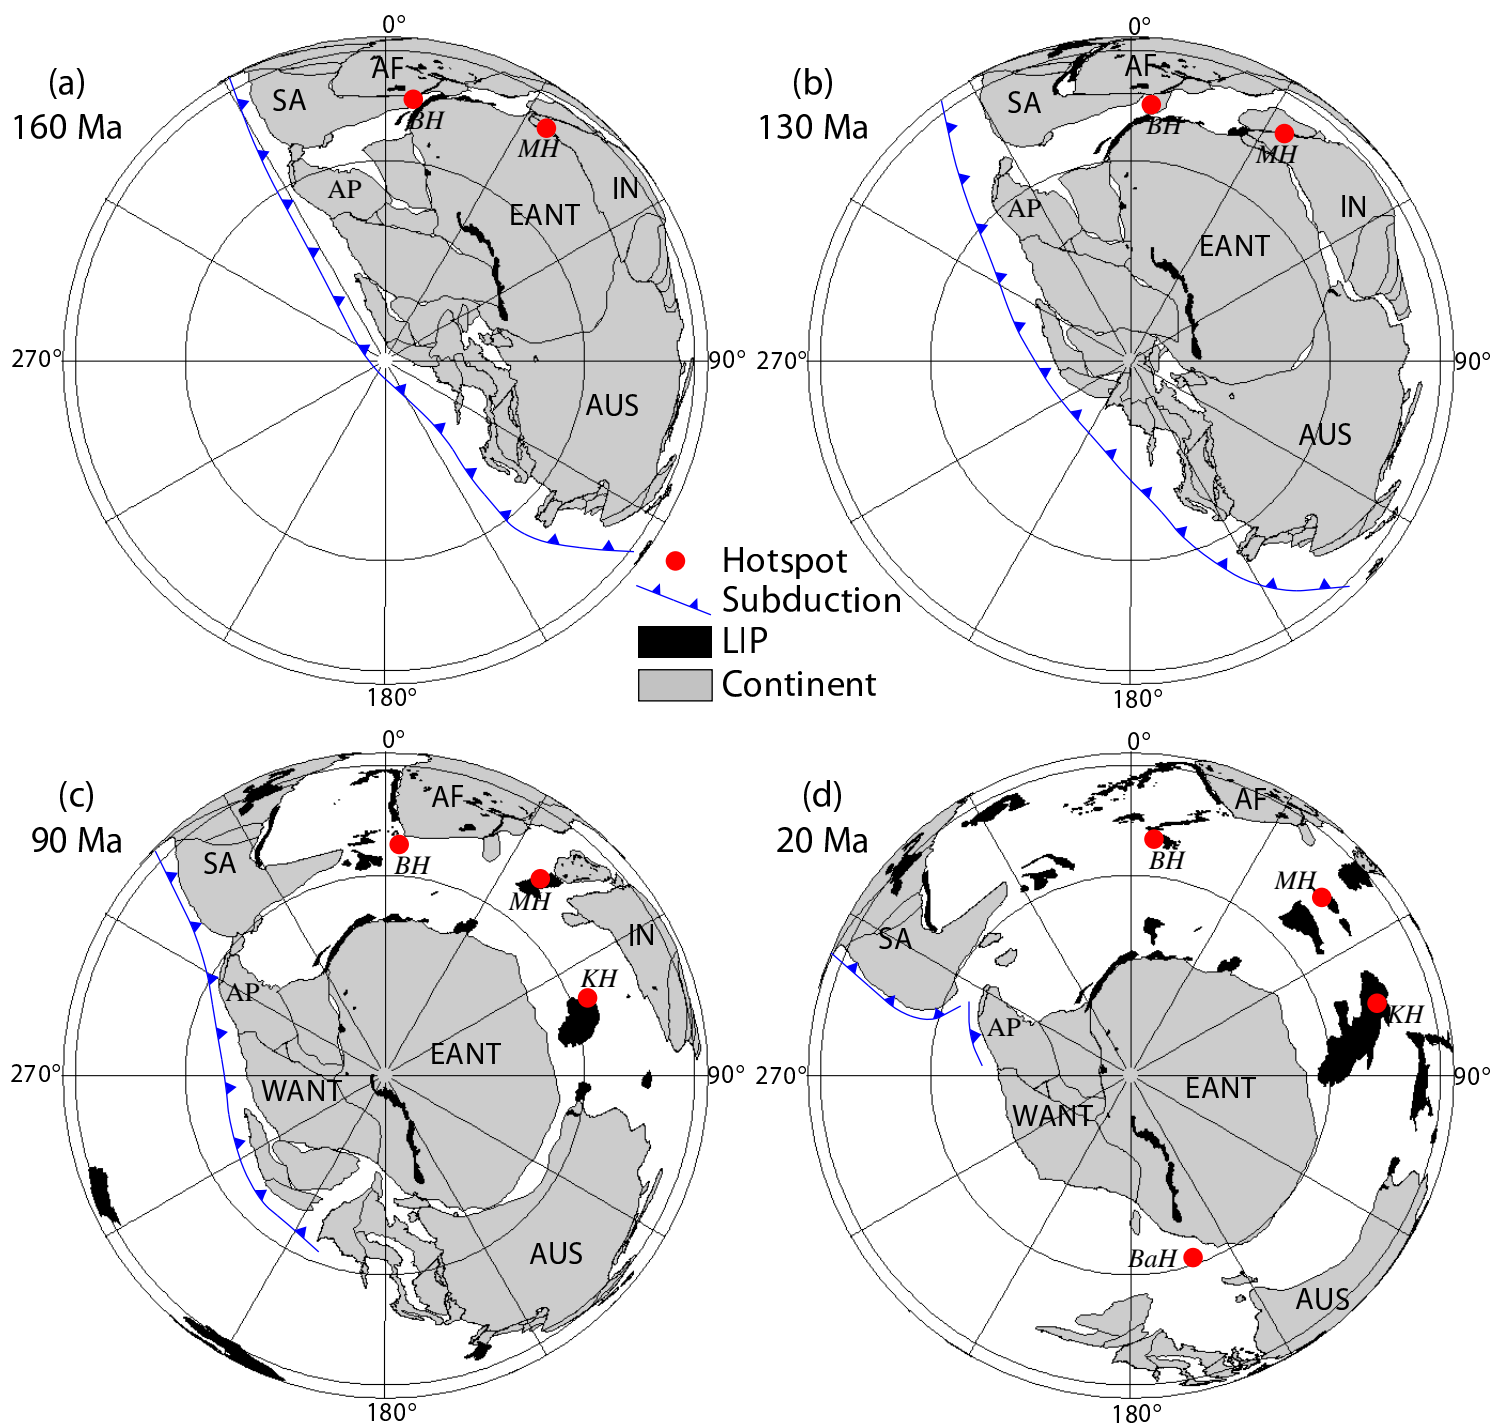 0°
(a)
160 Ma
AF
SA
BH
MH
AP
IN
EANT
270°
90°
AUS
180°
0°
(b)
130 Ma
AF
SA
BH
MH
AP
IN
EANT
270°
90°
AUS
180°
Hotspot
Subduction
LIP
Continent
0°
(c)
90 Ma
AF
SA
BH
MH
IN
AP
KH
EANT
270°
90°
WANT
AUS
180°
0°
(d)
20 Ma
AF
BH
MH
SA
KH
AP
270°
90°
EANT
WANT
BaH
AUS
180°